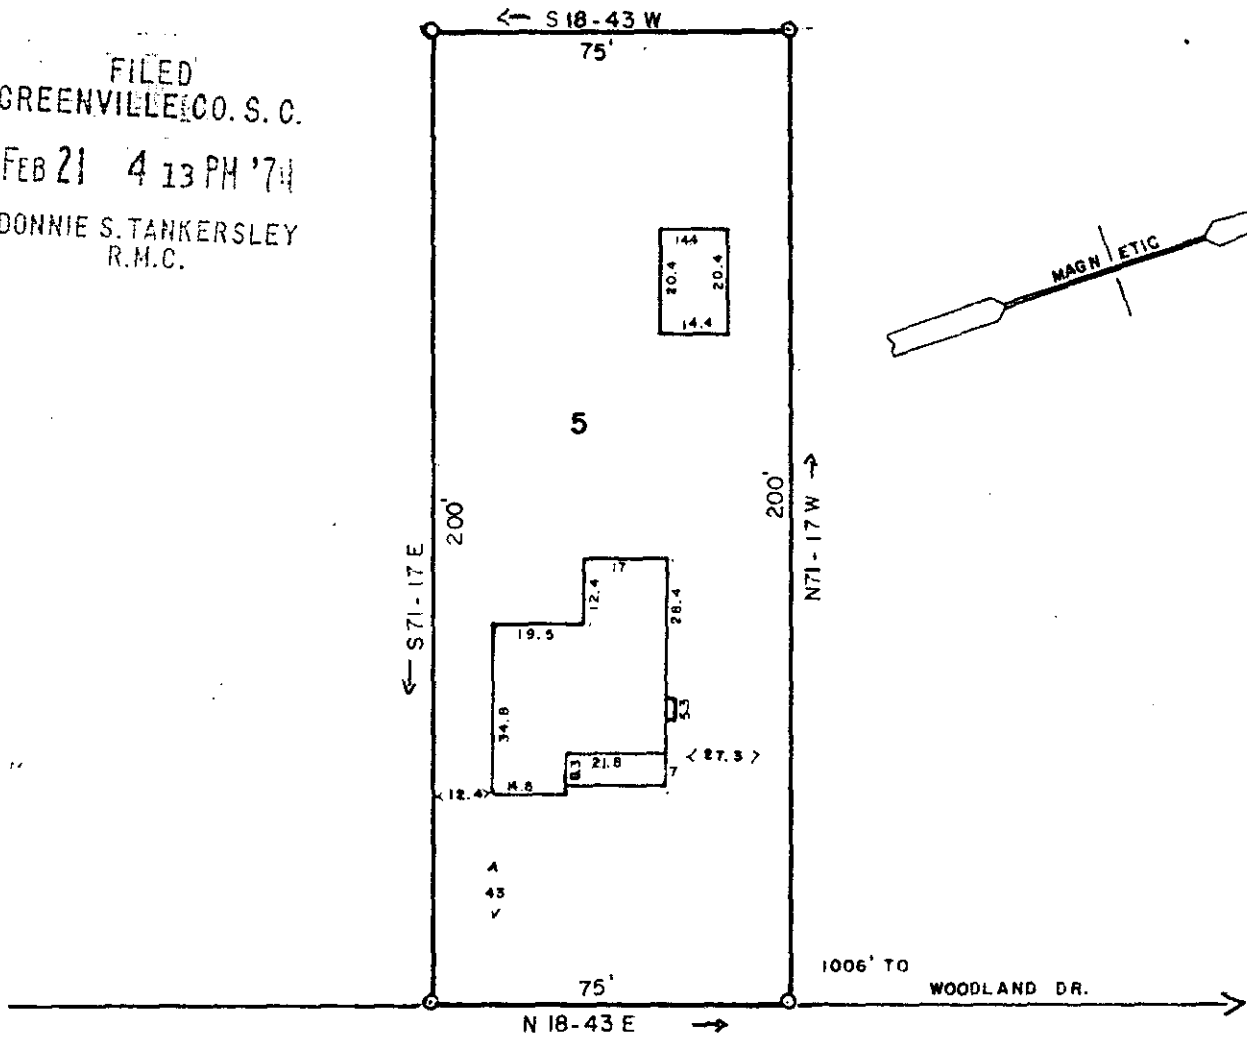 ← S 18-43 W
75'
FILED
GREENVILLE CO. S. C.
FEB 21 4 13 PM '74
DONNIE S. TANKERSLEY
R.M.C.
14.4
20.4
20.4
14.4
MAGNETIC
5
200'
200'
← S 71-17 E
N71-17 W →
17
12.4
28.4
19.5
34.8
5.3
21.8
8.3
7
<27.3>
<12.4>
14.8
43
1006' TO
WOODLAND DR.
75'
N 18-43 E →